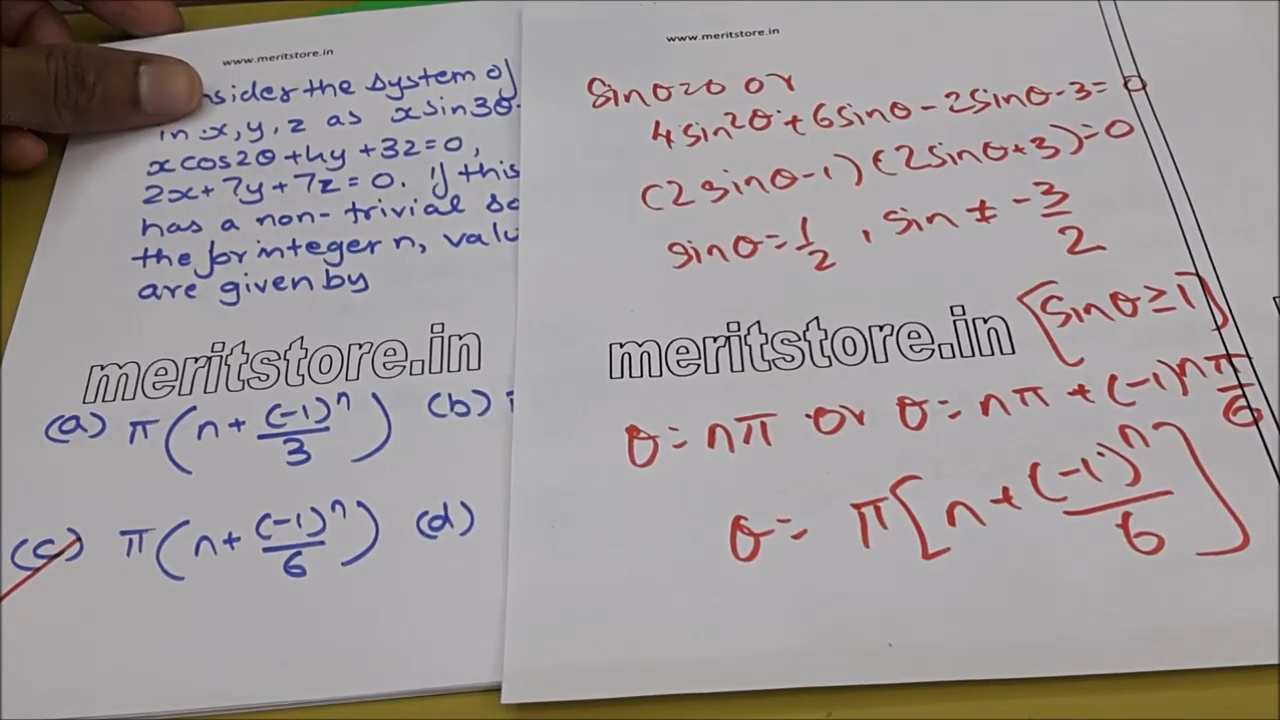 www.meritstore.in
nsider the system of
in x, y, z as x sin3θ
x cos2θ + 4y + 3z = 0,
2x + 7y + 7z = 0. If this
has a non-trivial so
the for integer n, valu
are given by
meritstore.in
(a) π(n + (-1)^n/3) (b)
(c) π(n + (-1)^n/6) (d)
www.meritstore.in
sinθ = 0 or
4sin²θ + 6sinθ - 2sinθ - 3 = 0
(2sinθ - 1)(2sinθ + 3) = 0
sinθ = 1/2, sin ≠ -3/2
[sinθ ≥ 1]
meritstore.in
θ = nπ or θ = nπ + (-1)^n π/6
θ = π[n + (-1)^n/6]